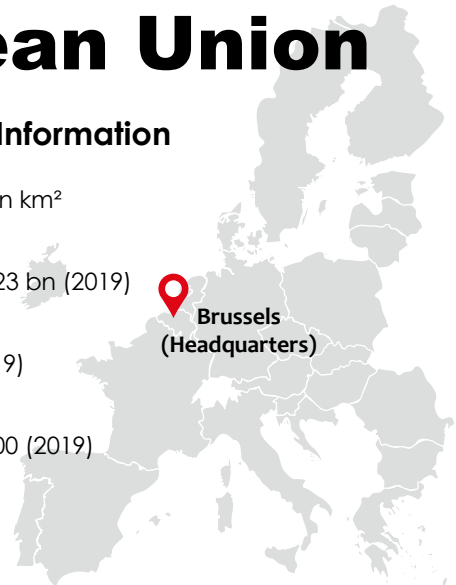 ean Union
Information
n km²
23 bn (2019)
Brussels
(Headquarters)
9)
00 (2019)